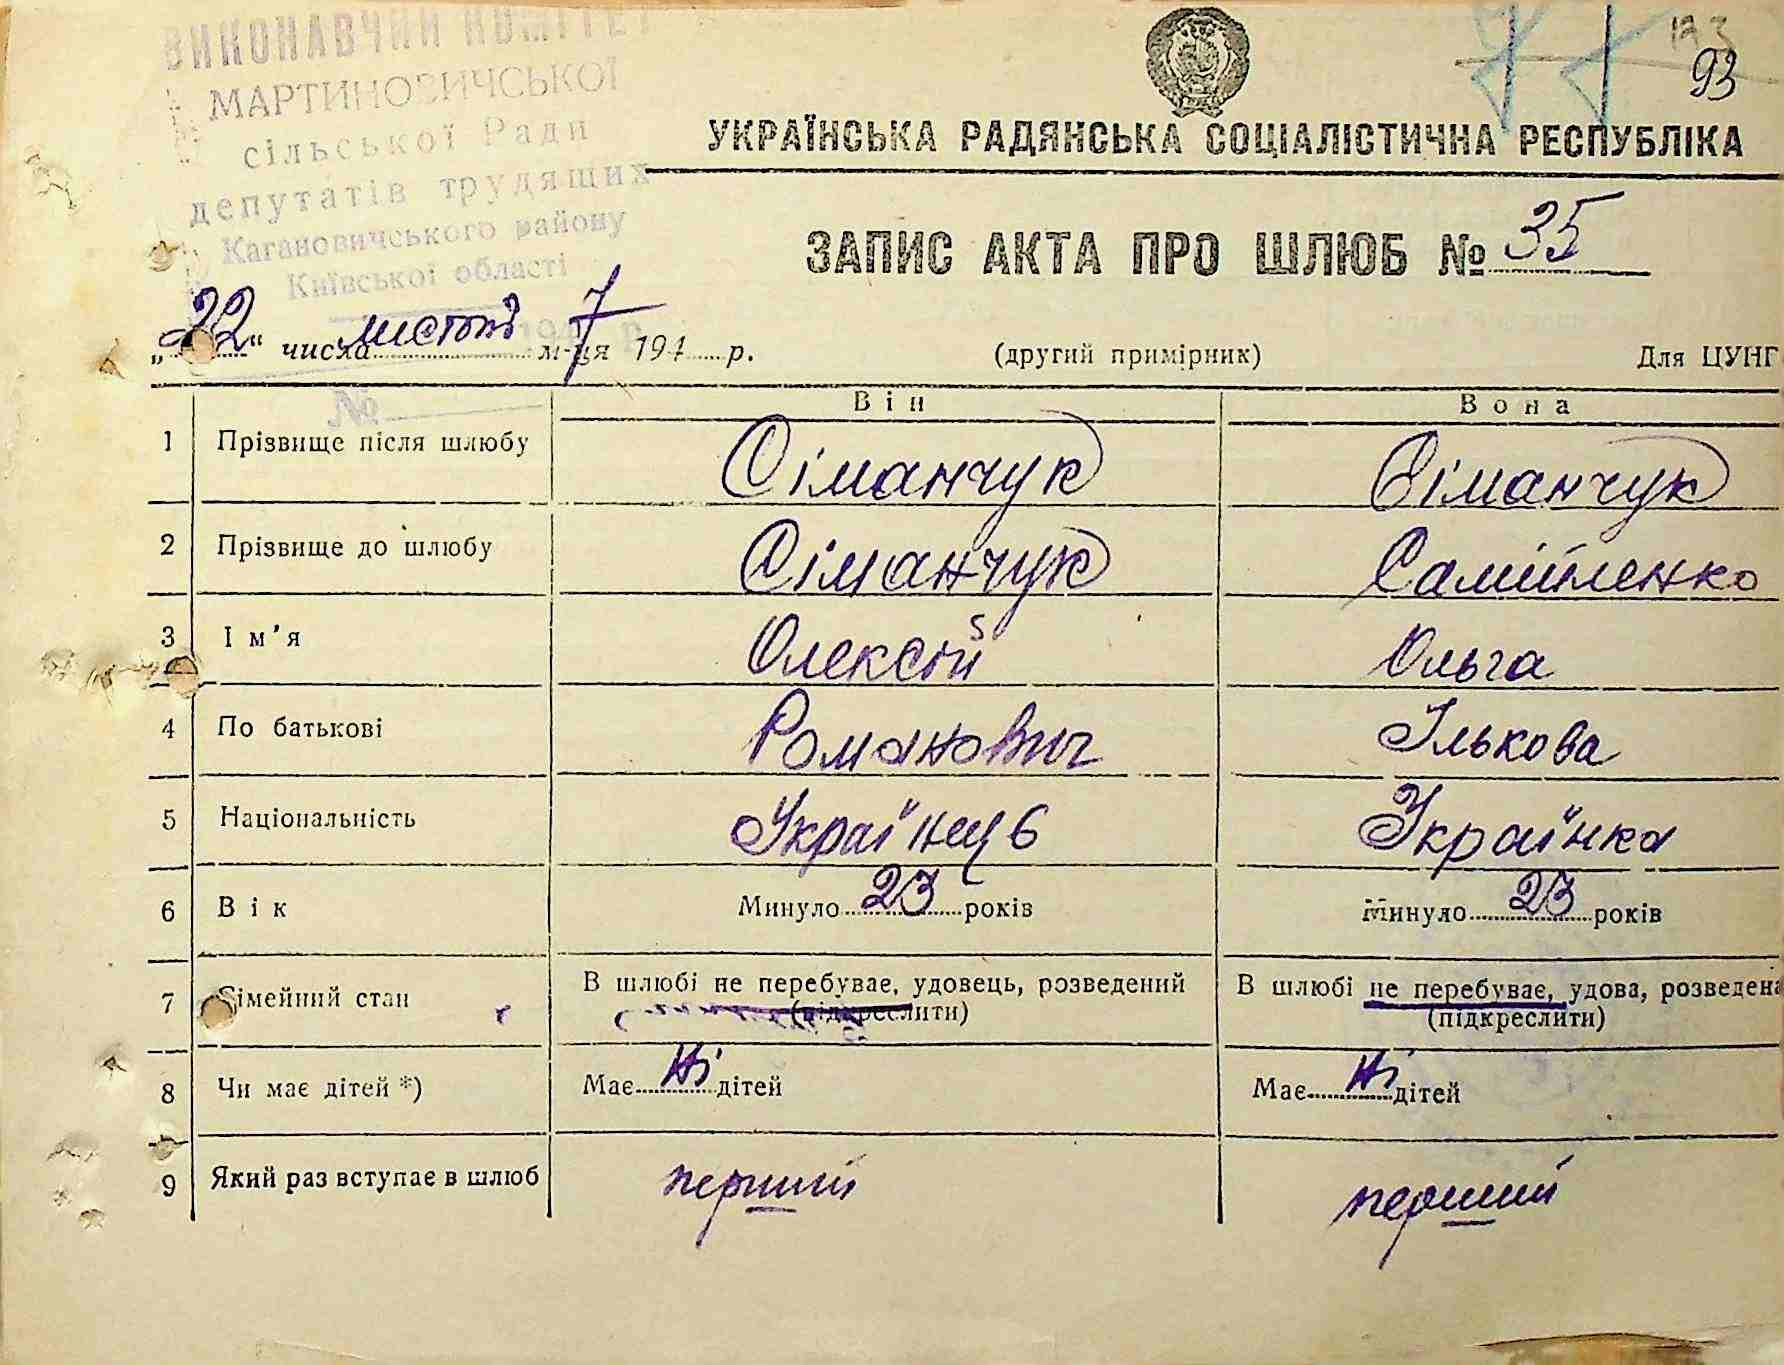 ВИКОНАВЧИЙ КОМІТЕТ
МАРТИНОВИЧСЬКОЇ
сільської Ради
депутатів трудящих
Кагановичського району
Київської області
№
93
УКРАЇНСЬКА РАДЯНСЬКА СОЦІАЛІСТИЧНА РЕСПУБЛІКА
ЗАПИС АКТА ПРО ШЛЮБ № 35
„22“ числа листопад м-ця 1947 р. (другий примірник) Для ЦУНГ
Він Вона
1 Прізвище після шлюбу Сіманчук Сіманчук
2 Прізвище до шлюбу Сіманчук Самійленко
3 Ім’я Олексій Ольга
4 По батькові Романович Ількова
5 Національність Українець Українка
6 Вік Минуло 23 років Минуло 23 років
7 Сімейний стан В шлюбі не перебуває, удовець, розведений В шлюбі не перебуває, удова, розведена
(підкреслити) (підкреслити)
8 Чи має дітей *) Має ні дітей Має ні дітей
9 Який раз вступає в шлюб перший перший